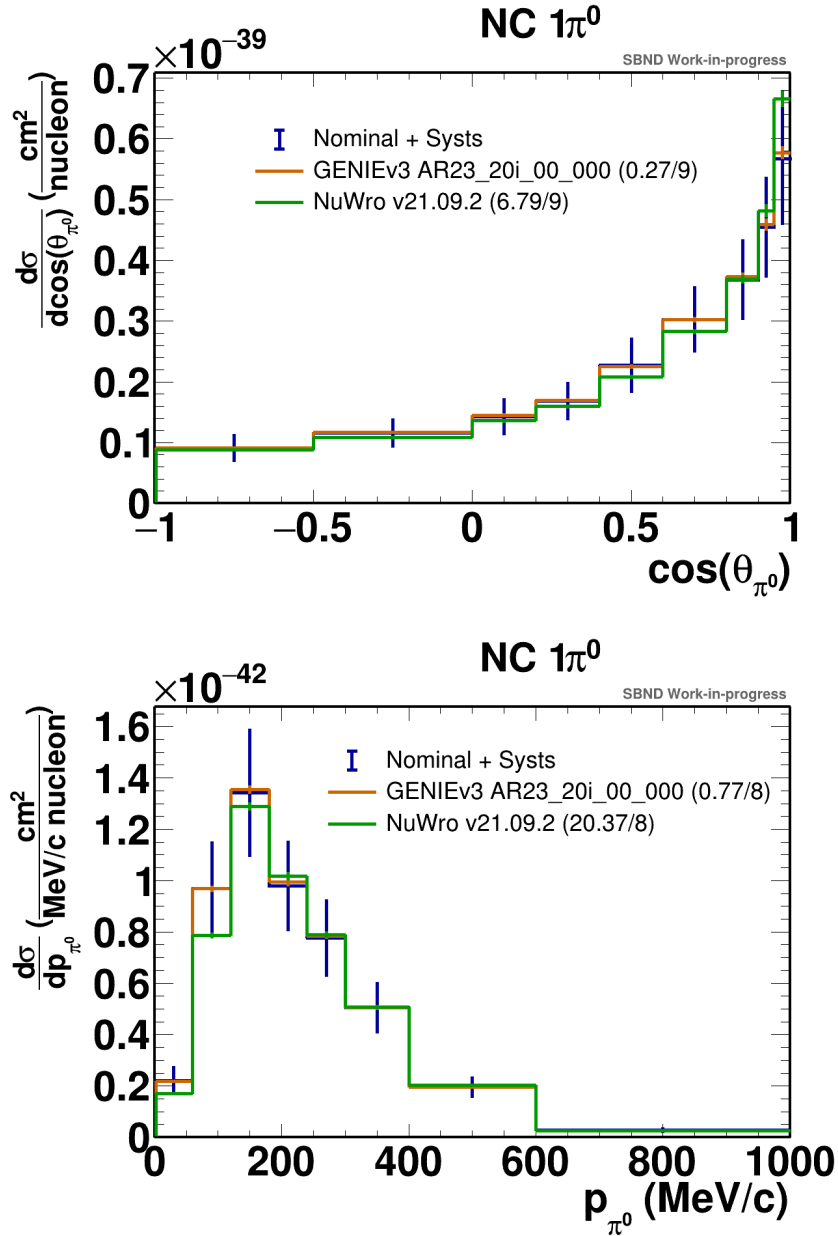 NC 1π⁰
×10⁻³⁹
SBND Work-in-progress
dσ/dcos(θ_π⁰) (cm²/nucleon)
0.7
0.6
0.5
0.4
0.3
0.2
0.1
0
Nominal + Systs
GENIEv3 AR23_20i_00_000 (0.27/9)
NuWro v21.09.2 (6.79/9)
−1 −0.5 0 0.5 1
cos(θ_π⁰)
NC 1π⁰
×10⁻⁴²
SBND Work-in-progress
dσ/dp_π⁰ (cm²/MeV/c nucleon)
1.6
1.4
1.2
1
0.8
0.6
0.4
0.2
0
Nominal + Systs
GENIEv3 AR23_20i_00_000 (0.77/8)
NuWro v21.09.2 (20.37/8)
0 200 400 600 800 1000
p_π⁰ (MeV/c)